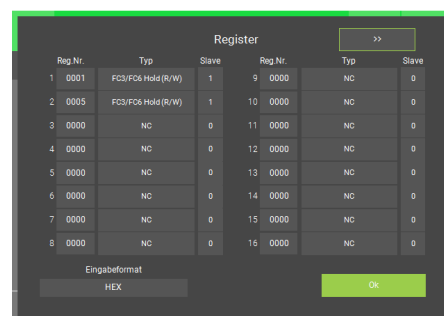 Register >>
Reg.Nr. Typ Slave Reg.Nr. Typ Slave
1 0001 FC3/FC6 Hold (R/W) 1 9 0000 NC 0
2 0005 FC3/FC6 Hold (R/W) 1 10 0000 NC 0
3 0000 NC 0 11 0000 NC 0
4 0000 NC 0 12 0000 NC 0
5 0000 NC 0 13 0000 NC 0
6 0000 NC 0 14 0000 NC 0
7 0000 NC 0 15 0000 NC 0
8 0000 NC 0 16 0000 NC 0
Eingabeformat
HEX Ok